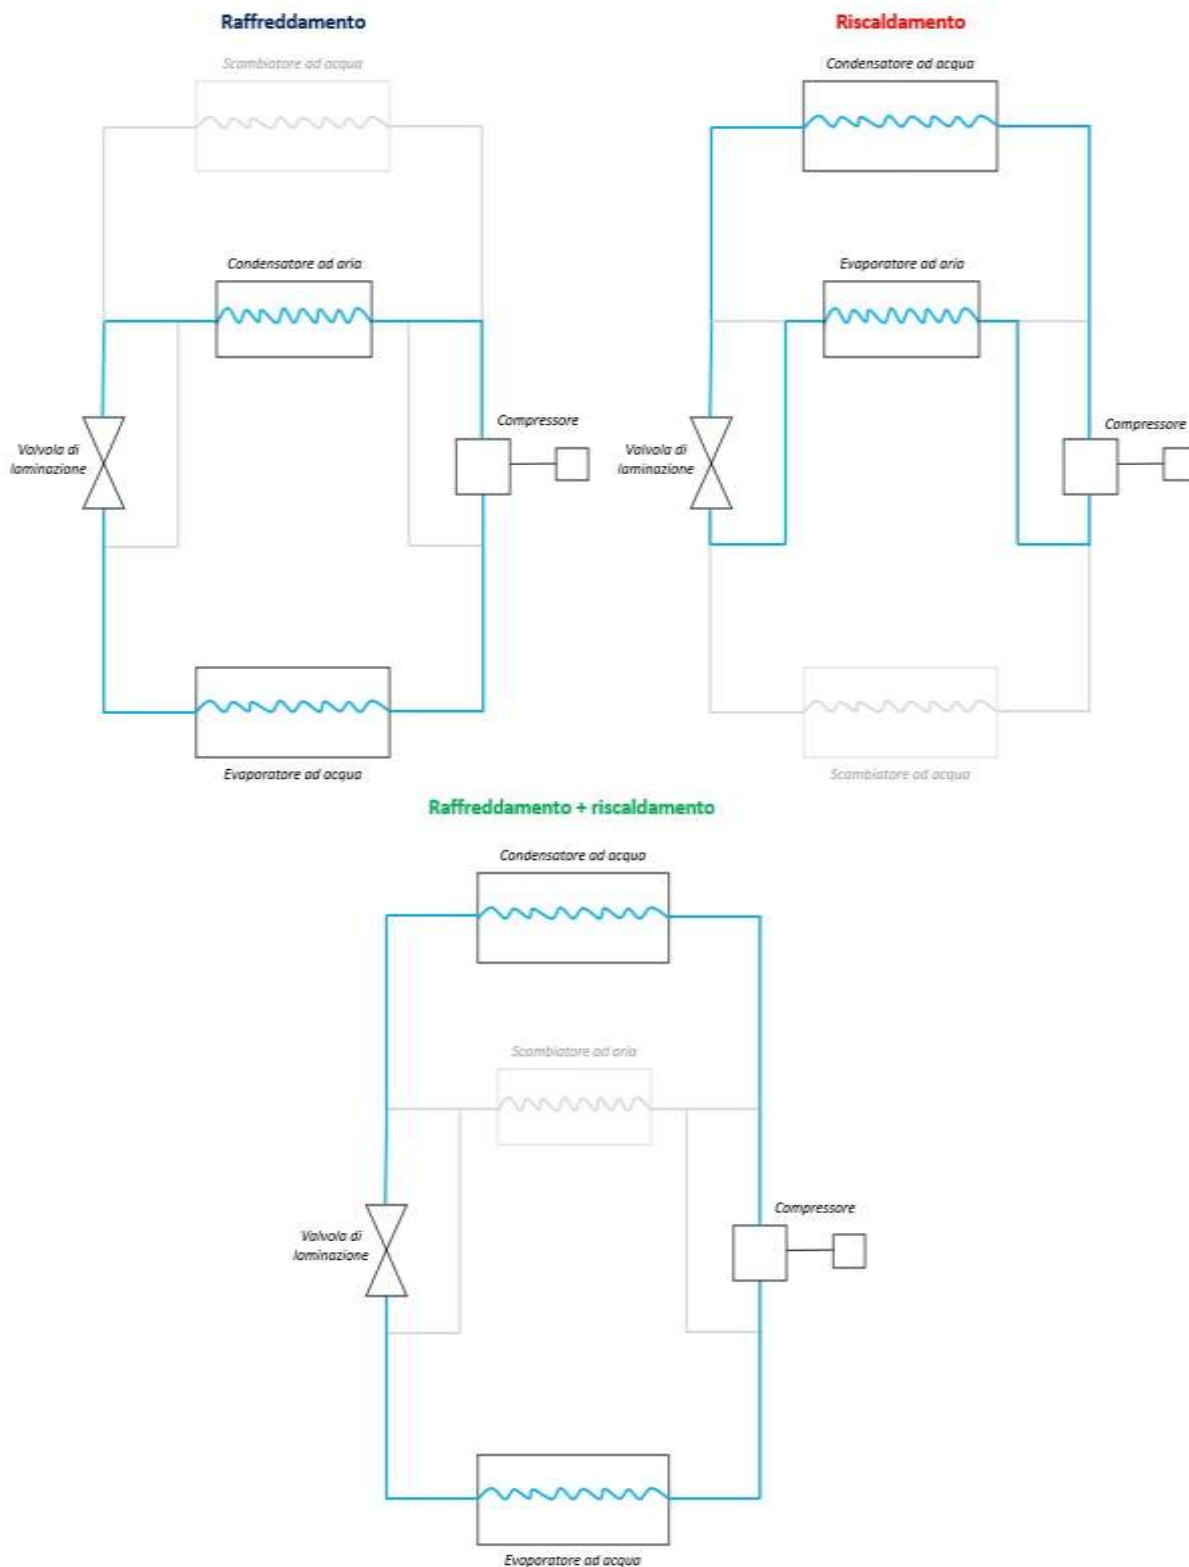 Raffreddamento
Riscaldamento
Scambiatore ad acqua
Condensatore ad acqua
Condensatore ad aria
Evaporatore ad aria
Compressore
Compressore
Valvola di
laminazione
Valvola di
laminazione
Evaporatore ad acqua
Scambiatore ad acqua
Raffreddamento + riscaldamento
Condensatore ad acqua
Scambiatore ad aria
Compressore
Valvola di
laminazione
Evaporatore ad acqua